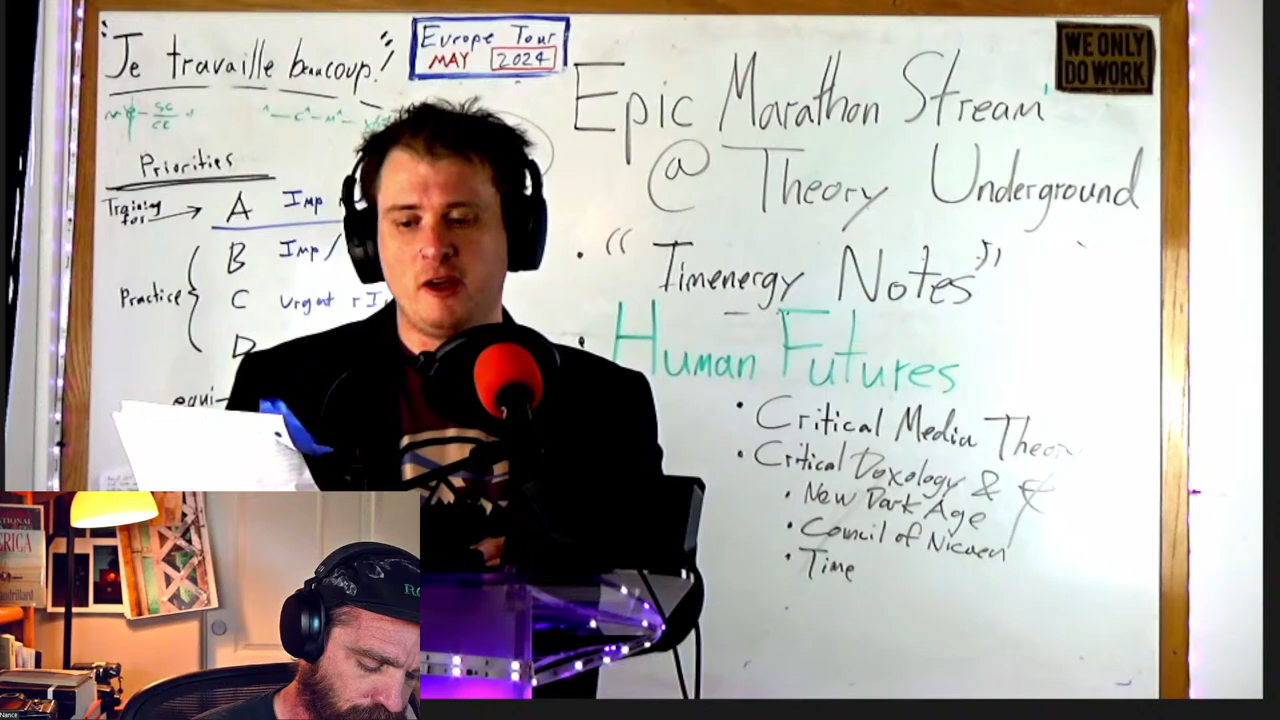 "Je travaille beaucoup."
Europe Tour
MAY 2024
WE ONLY
DO WORK
Epic Marathon Stream
@ Theory Underground
Priorities
Training
for
A Imp
B Imp/
C urgent
D
Practice
equi-
• "Timenergy Notes"
• Human Futures
• Critical Media Theory
• Critical Doxology &
• New Dark Age
• Council of Nicaea
• Time
Nance